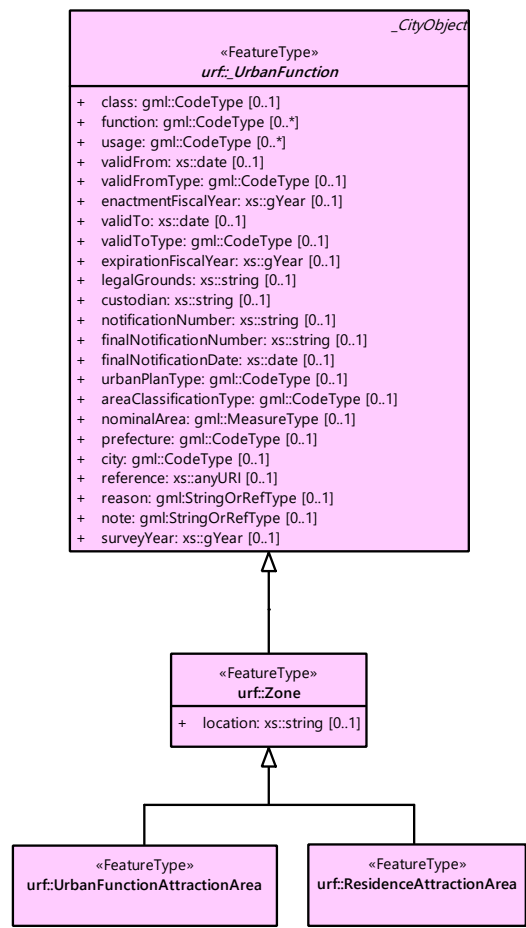 _CityObject
«FeatureType»
urf::_UrbanFunction
+ class: gml::CodeType [0..1]
+ function: gml::CodeType [0..*]
+ usage: gml::CodeType [0..*]
+ validFrom: xs::date [0..1]
+ validFromType: gml::CodeType [0..1]
+ enactmentFiscalYear: xs::gYear [0..1]
+ validTo: xs::date [0..1]
+ validToType: gml::CodeType [0..1]
+ expirationFiscalYear: xs::gYear [0..1]
+ legalGrounds: xs::string [0..1]
+ custodian: xs::string [0..1]
+ notificationNumber: xs::string [0..1]
+ finalNotificationNumber: xs::string [0..1]
+ finalNotificationDate: xs::date [0..1]
+ urbanPlanType: gml::CodeType [0..1]
+ areaClassificationType: gml::CodeType [0..1]
+ nominalArea: gml::MeasureType [0..1]
+ prefecture: gml::CodeType [0..1]
+ city: gml::CodeType [0..1]
+ reference: xs::anyURI [0..1]
+ reason: gml:StringOrRefType [0..1]
+ note: gml:StringOrRefType [0..1]
+ surveyYear: xs::gYear [0..1]
«FeatureType»
urf::Zone
+ location: xs::string [0..1]
«FeatureType»
urf::UrbanFunctionAttractionArea
«FeatureType»
urf::ResidenceAttractionArea